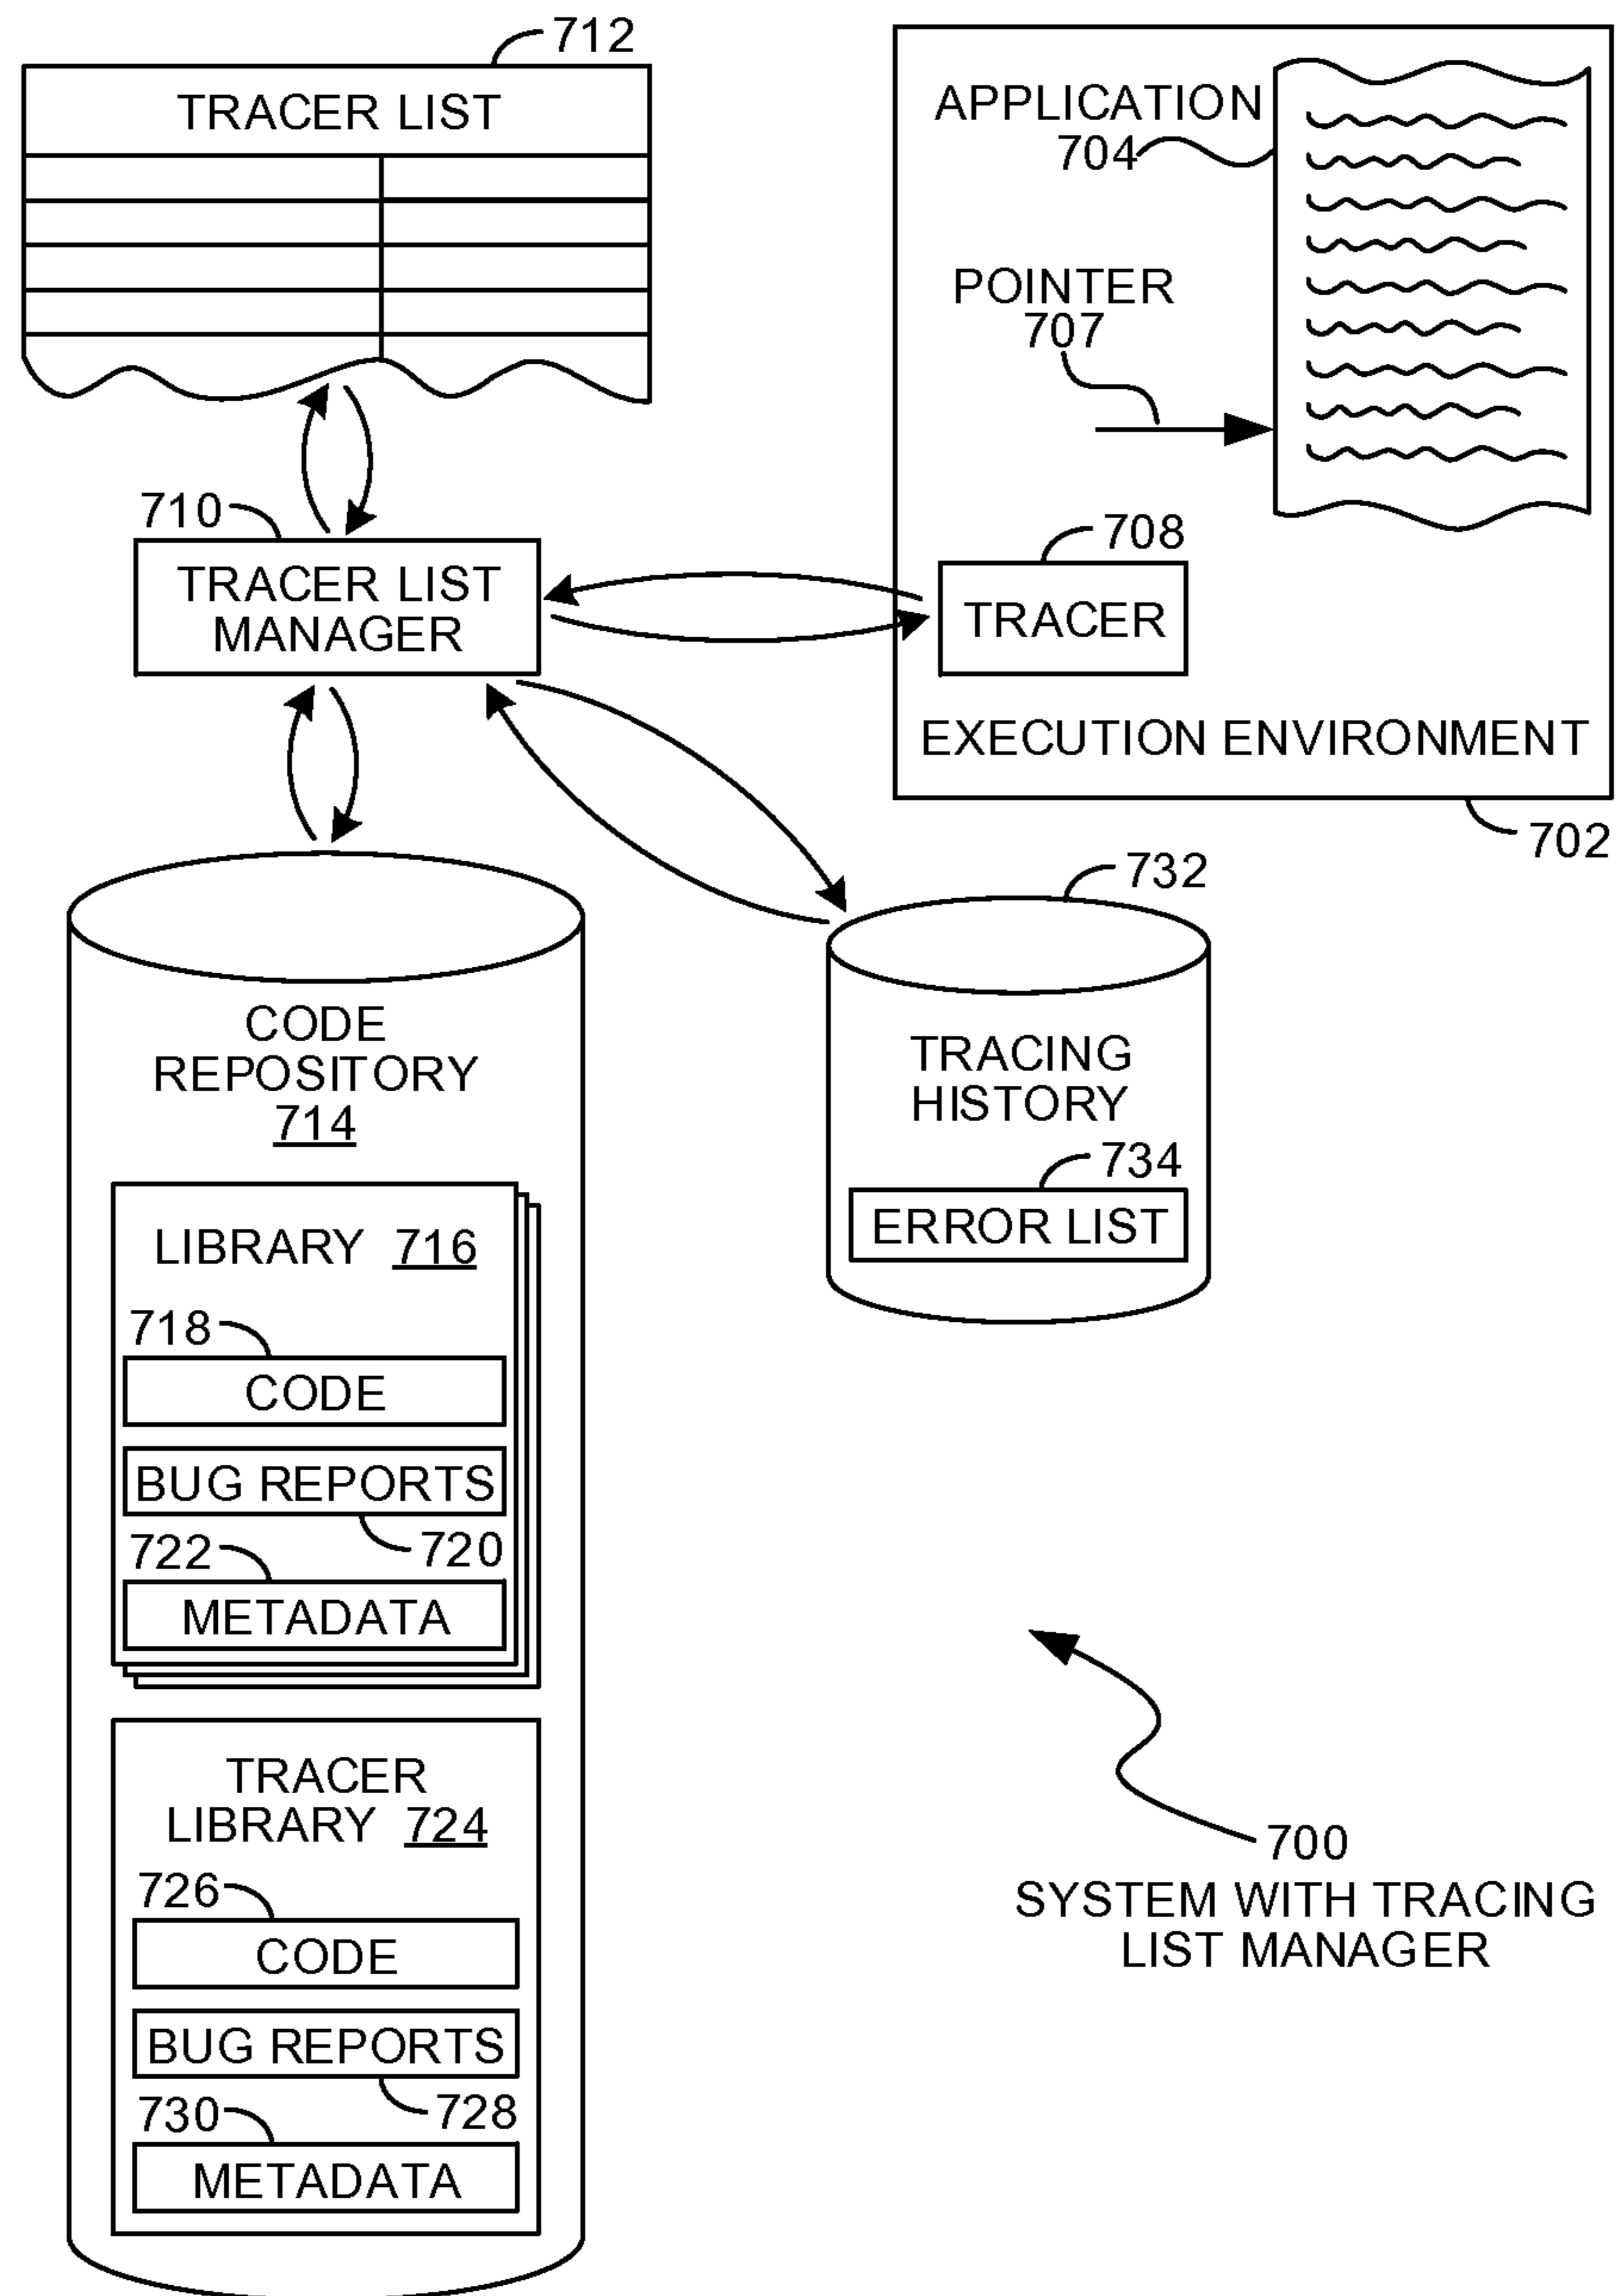 712
TRACER LIST
APPLICATION
704
POINTER
707
710
TRACER LIST
MANAGER
708
TRACER
EXECUTION ENVIRONMENT
702
732
TRACING
HISTORY
734
ERROR LIST
CODE
REPOSITORY
714
LIBRARY 716
718
CODE
BUG REPORTS
720
722
METADATA
TRACER
LIBRARY 724
726
CODE
BUG REPORTS
728
730
METADATA
700
SYSTEM WITH TRACING
LIST MANAGER